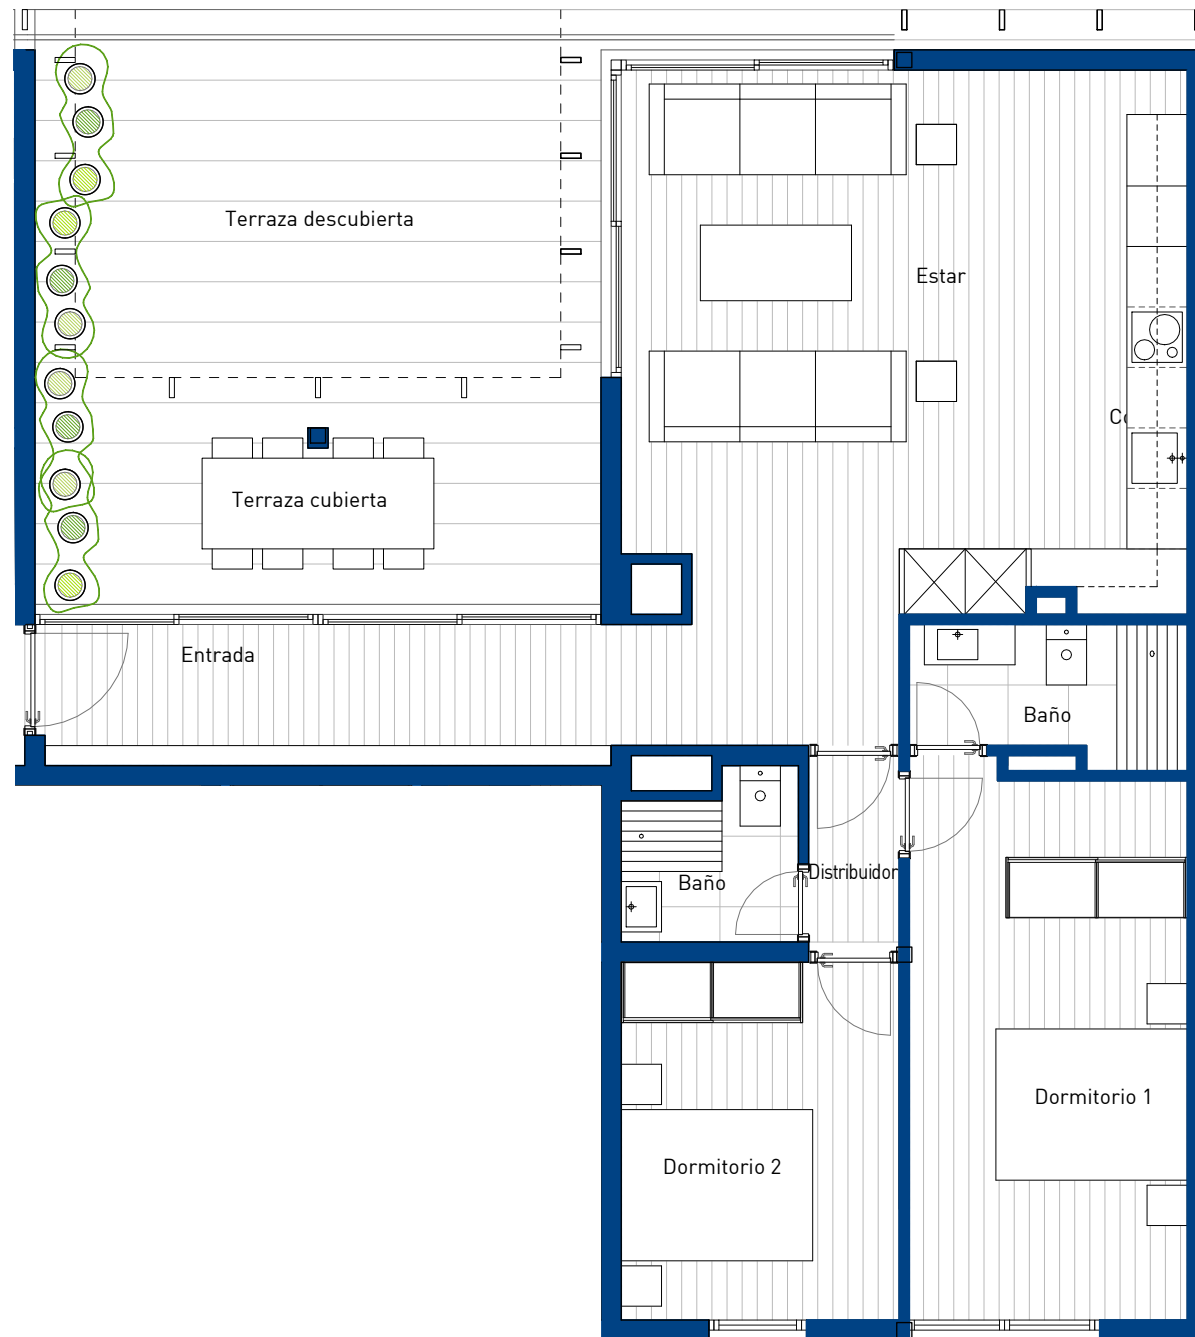 Terraza descubierta
Estar
Terraza cubierta
Entrada
Baño
Distribuidor
Baño
Dormitorio 1
Dormitorio 2